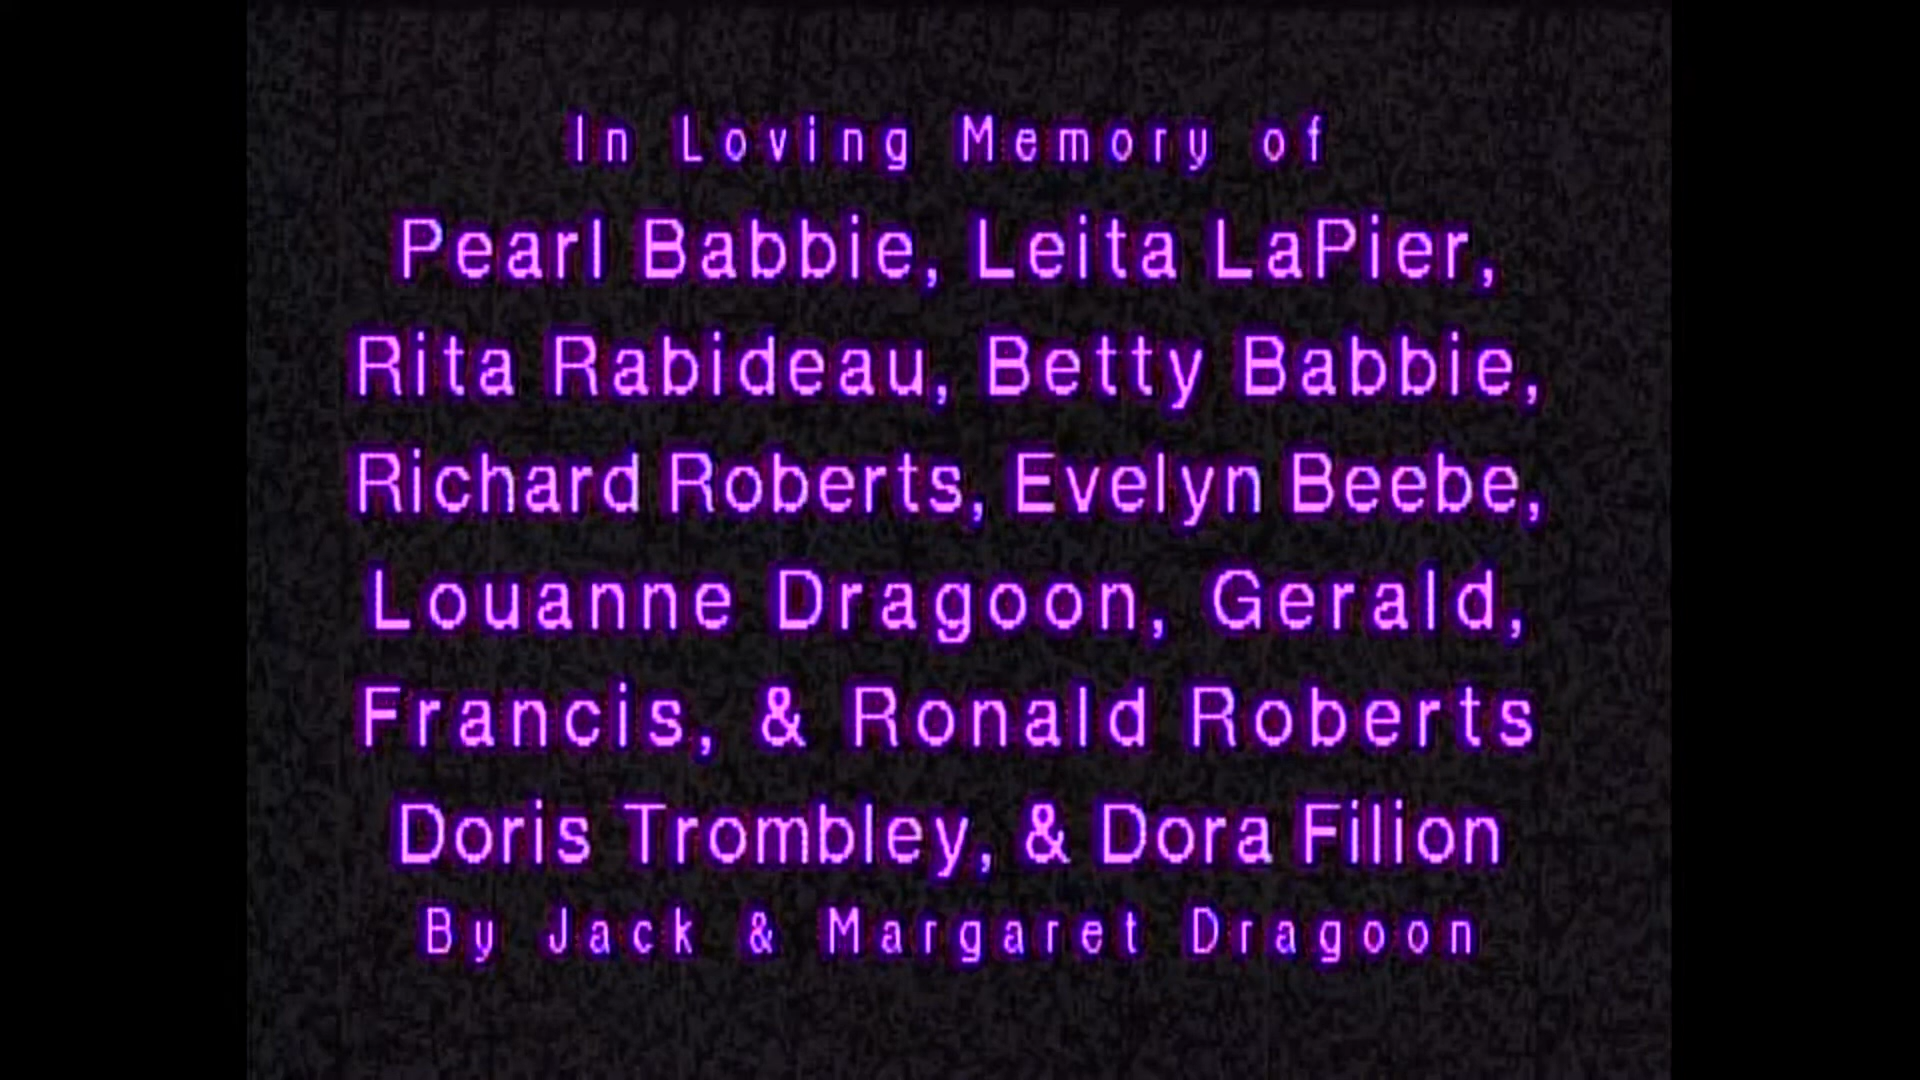 In Loving Memory of
Pearl Babbie, Leita LaPier,
Rita Rabideau, Betty Babbie,
Richard Roberts, Evelyn Beebe,
Louanne Dragoon, Gerald,
Francis, & Ronald Roberts
Doris Trombley, & Dora Filion
By Jack & Margaret Dragoon